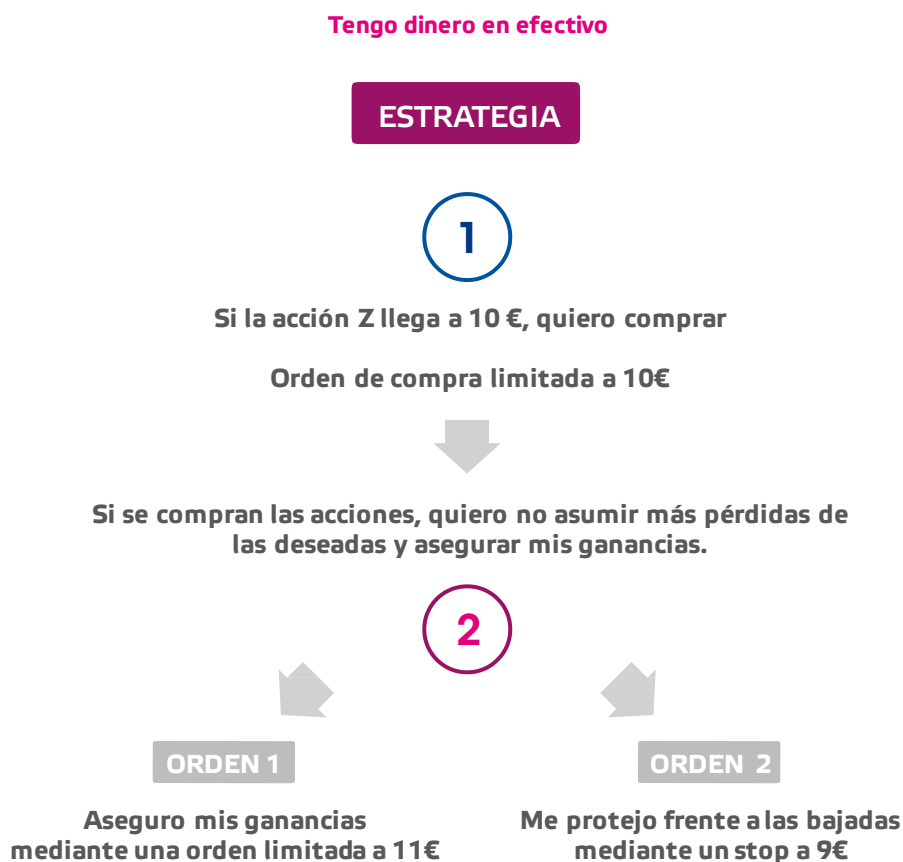 Tengo dinero en efectivo
ESTRATEGIA
1
Si la acción Z llega a 10 €, quiero comprar
Orden de compra limitada a 10€
Si se compran las acciones, quiero no asumir más pérdidas de
las deseadas y asegurar mis ganancias.
2
ORDEN 1
Aseguro mis ganancias
mediante una orden limitada a 11€
ORDEN 2
Me protejo frente a las bajadas
mediante un stop a 9€